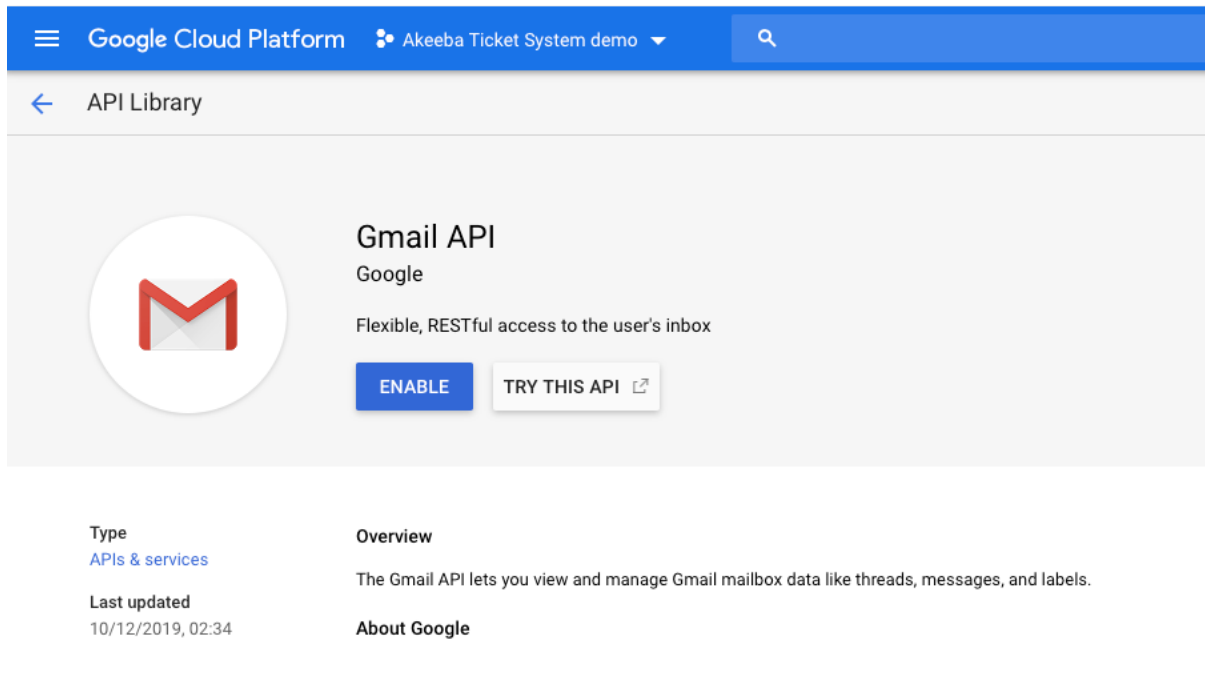 Google Cloud Platform
Akeeba Ticket System demo
API Library
Gmail API
Google
Flexible, RESTful access to the user's inbox
ENABLE
TRY THIS API
Type
APIs & services
Last updated
10/12/2019, 02:34
Overview
The Gmail API lets you view and manage Gmail mailbox data like threads, messages, and labels.
About Google